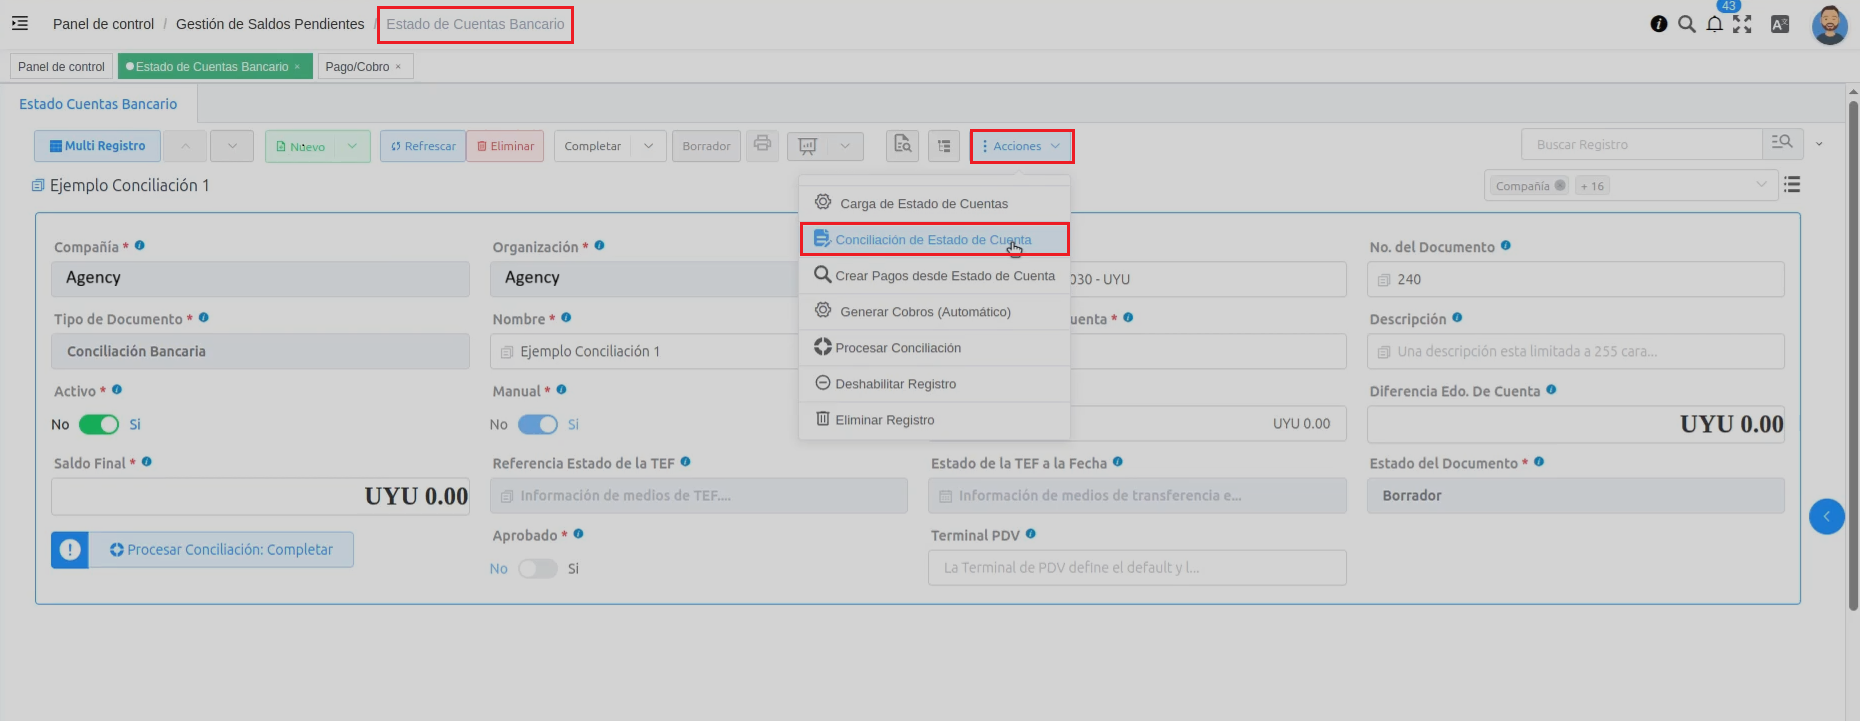 Panel de control / Gestión de Saldos Pendientes / Estado de Cuentas Bancario
43
Panel de control
Estado de Cuentas Bancario ×
Pago/Cobro ×
Estado Cuentas Bancario
Multi Registro
Nuevo
Refrescar
Eliminar
Completar
Borrador
Acciones
Buscar Registro
Ejemplo Conciliación 1
Compañía
+ 16
Carga de Estado de Cuentas
Conciliación de Estado de Cuenta
Crear Pagos desde Estado de Cuenta
Generar Cobros (Automático)
Procesar Conciliación
Deshabilitar Registro
Eliminar Registro
Compañía *
Agency
Organización *
Agency
030 - UYU
No. del Documento
240
Tipo de Documento *
Conciliación Bancaria
Nombre *
Ejemplo Conciliación 1
uenta *
Descripción
Una descripción esta limitada a 255 cara...
Activo *
No Si
Manual *
No Si
UYU 0.00
Diferencia Edo. De Cuenta
UYU 0.00
Saldo Final *
UYU 0.00
Referencia Estado de la TEF
Información de medios de TEF....
Estado de la TEF a la Fecha
Información de medios de transferencia e...
Estado del Documento *
Borrador
Procesar Conciliación: Completar
Aprobado *
No Si
Terminal PDV
La Terminal de PDV define el default y l...